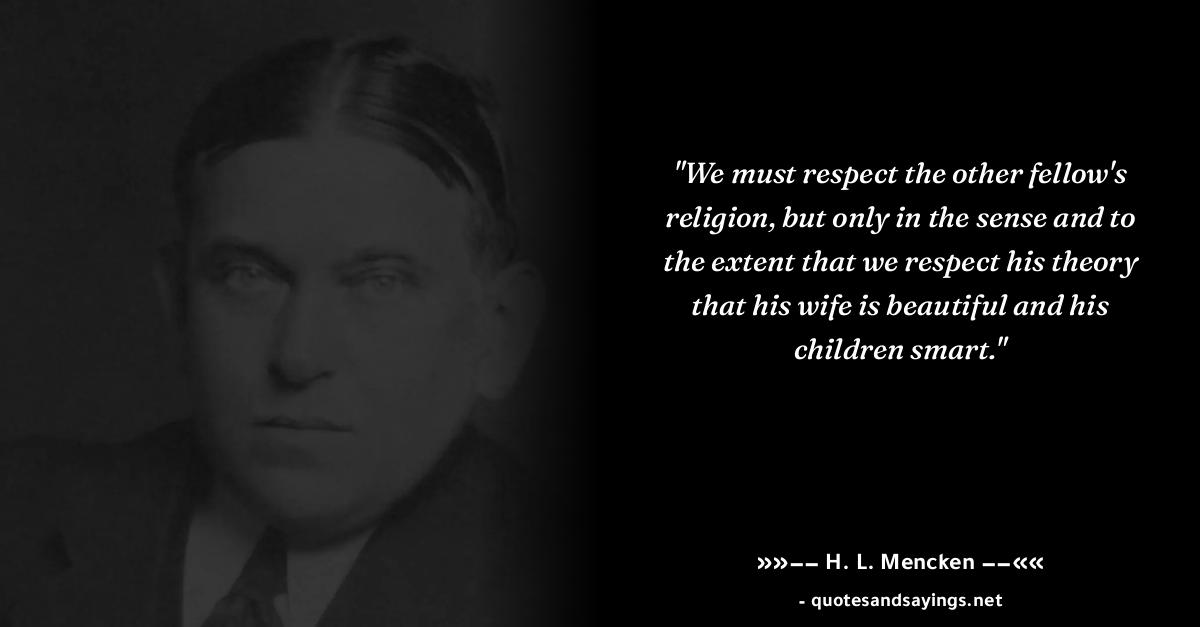 "We must respect the other fellow's
religion, but only in the sense and to
the extent that we respect his theory
that his wife is beautiful and his
children smart."
»»–– H. L. Mencken ––««
- quotesandsayings.net